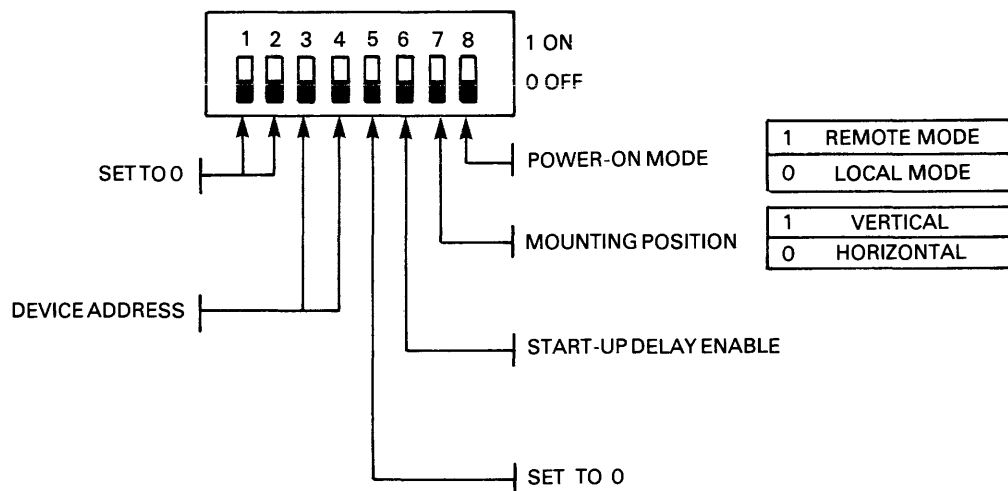 1 2 3 4 5 6 7 8
1 ON
0 OFF
POWER-ON MODE
1 REMOTE MODE
0 LOCAL MODE
SET TO 0
MOUNTING POSITION
1 VERTICAL
0 HORIZONTAL
DEVICE ADDRESS
START-UP DELAY ENABLE
SET TO 0